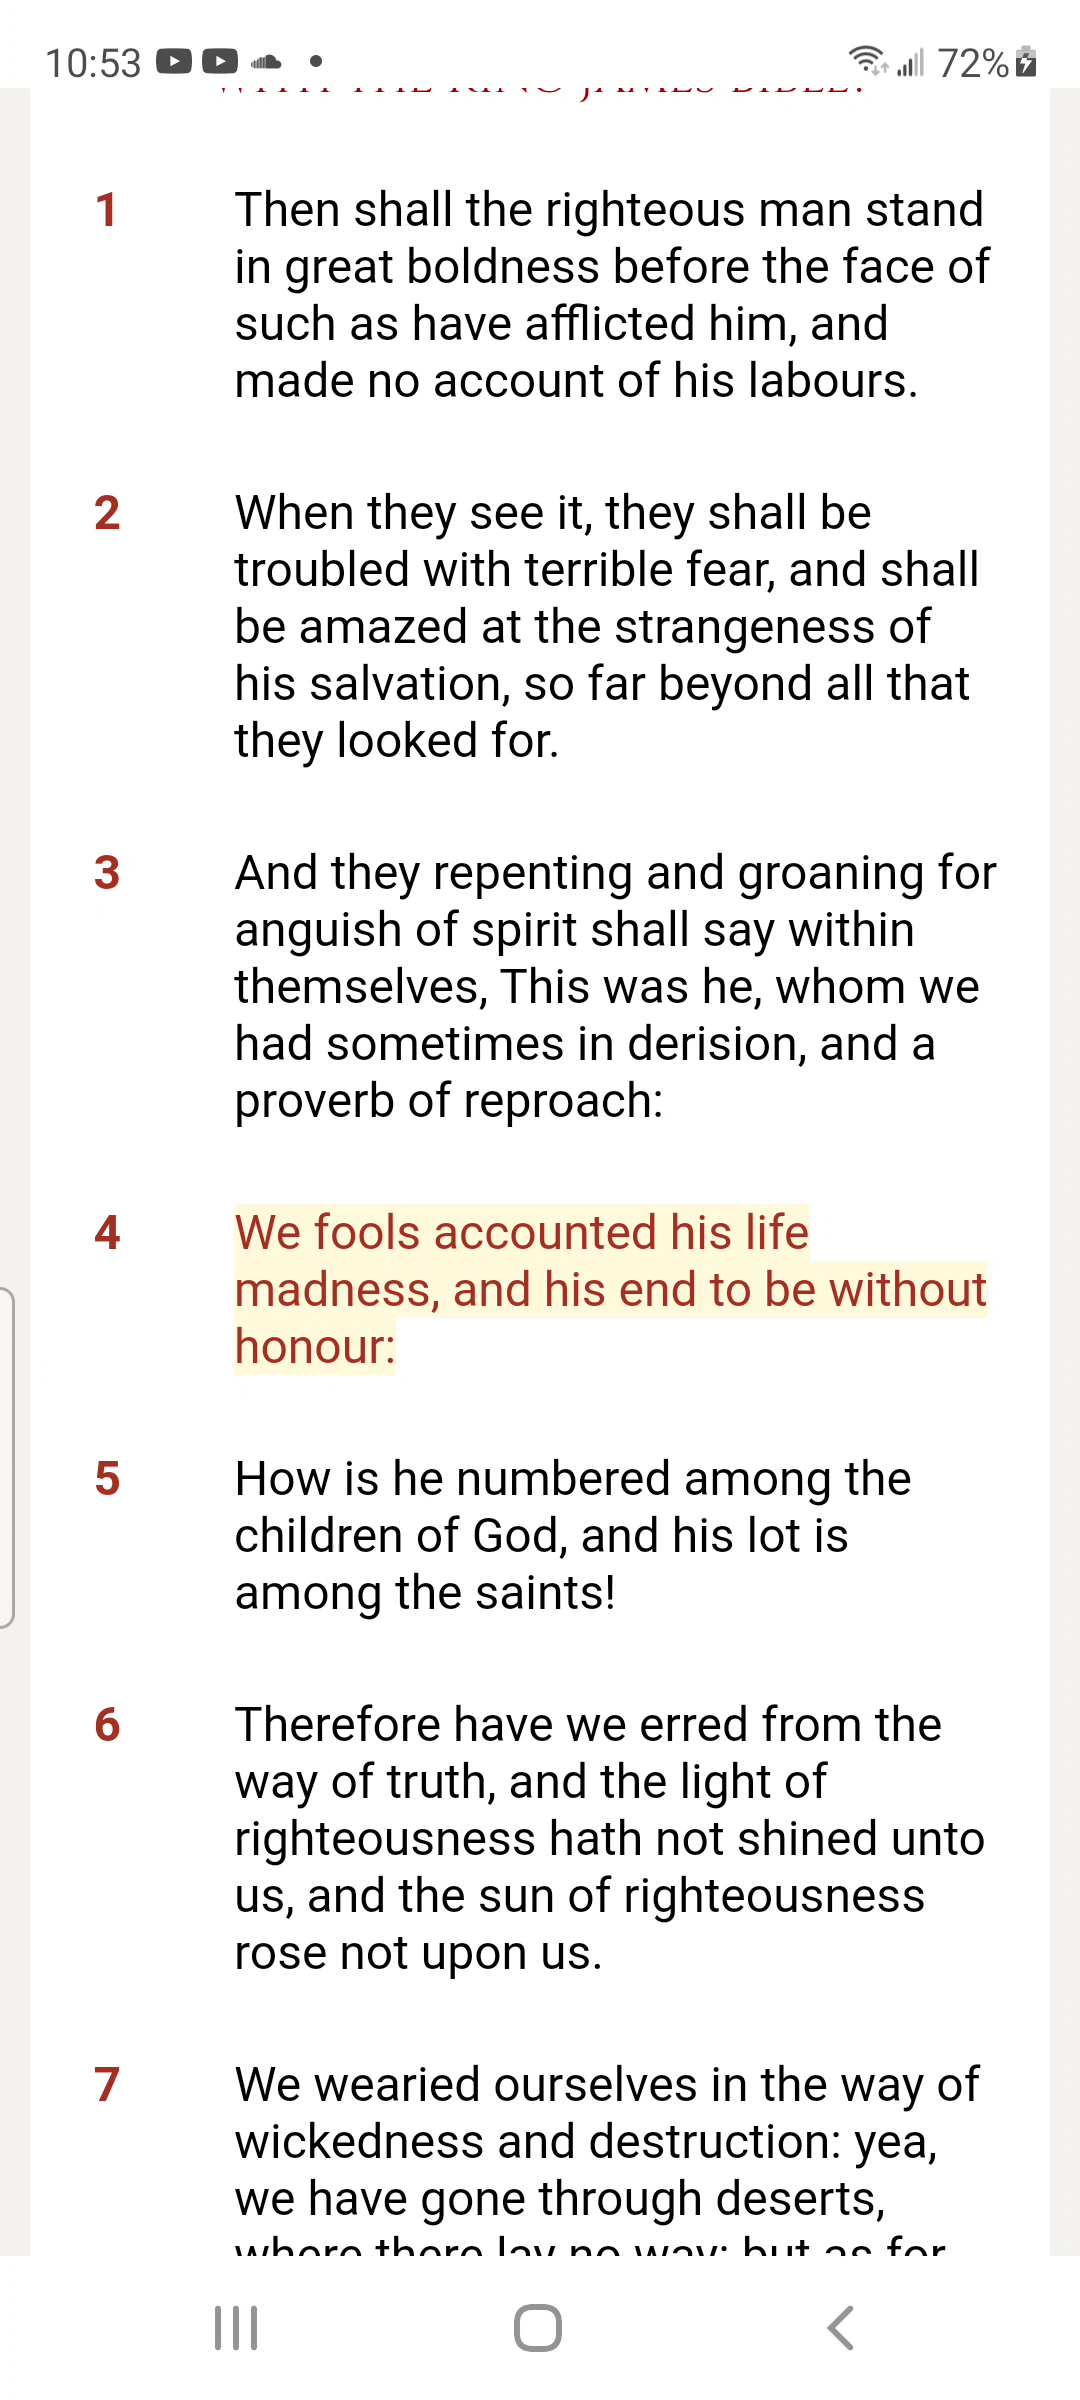 10:53 72%
1 Then shall the righteous man stand
in great boldness before the face of
such as have afflicted him, and
made no account of his labours.
2 When they see it, they shall be
troubled with terrible fear, and shall
be amazed at the strangeness of
his salvation, so far beyond all that
they looked for.
3 And they repenting and groaning for
anguish of spirit shall say within
themselves, This was he, whom we
had sometimes in derision, and a
proverb of reproach:
4 We fools accounted his life
madness, and his end to be without
honour:
5 How is he numbered among the
children of God, and his lot is
among the saints!
6 Therefore have we erred from the
way of truth, and the light of
righteousness hath not shined unto
us, and the sun of righteousness
rose not upon us.
7 We wearied ourselves in the way of
wickedness and destruction: yea,
we have gone through deserts,
where there lay no way: but as for